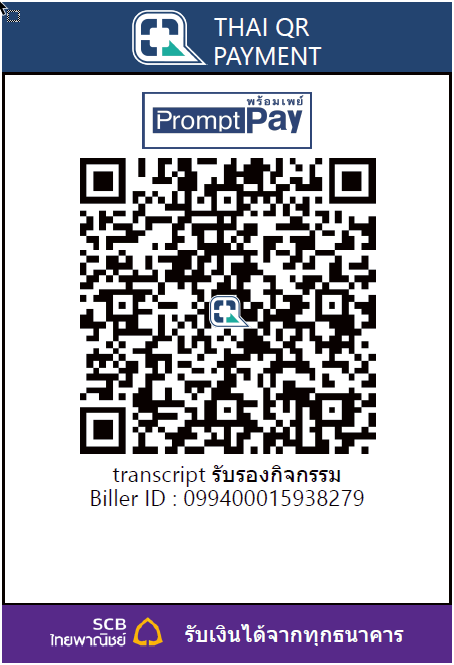 THAI QR
PAYMENT
พร้อมเพย์
PromptPay
transcript รับรองกิจกรรม
Biller ID : 099400015938279
SCB
ไทยพาณิชย์
รับเงินได้จากทุกธนาคาร